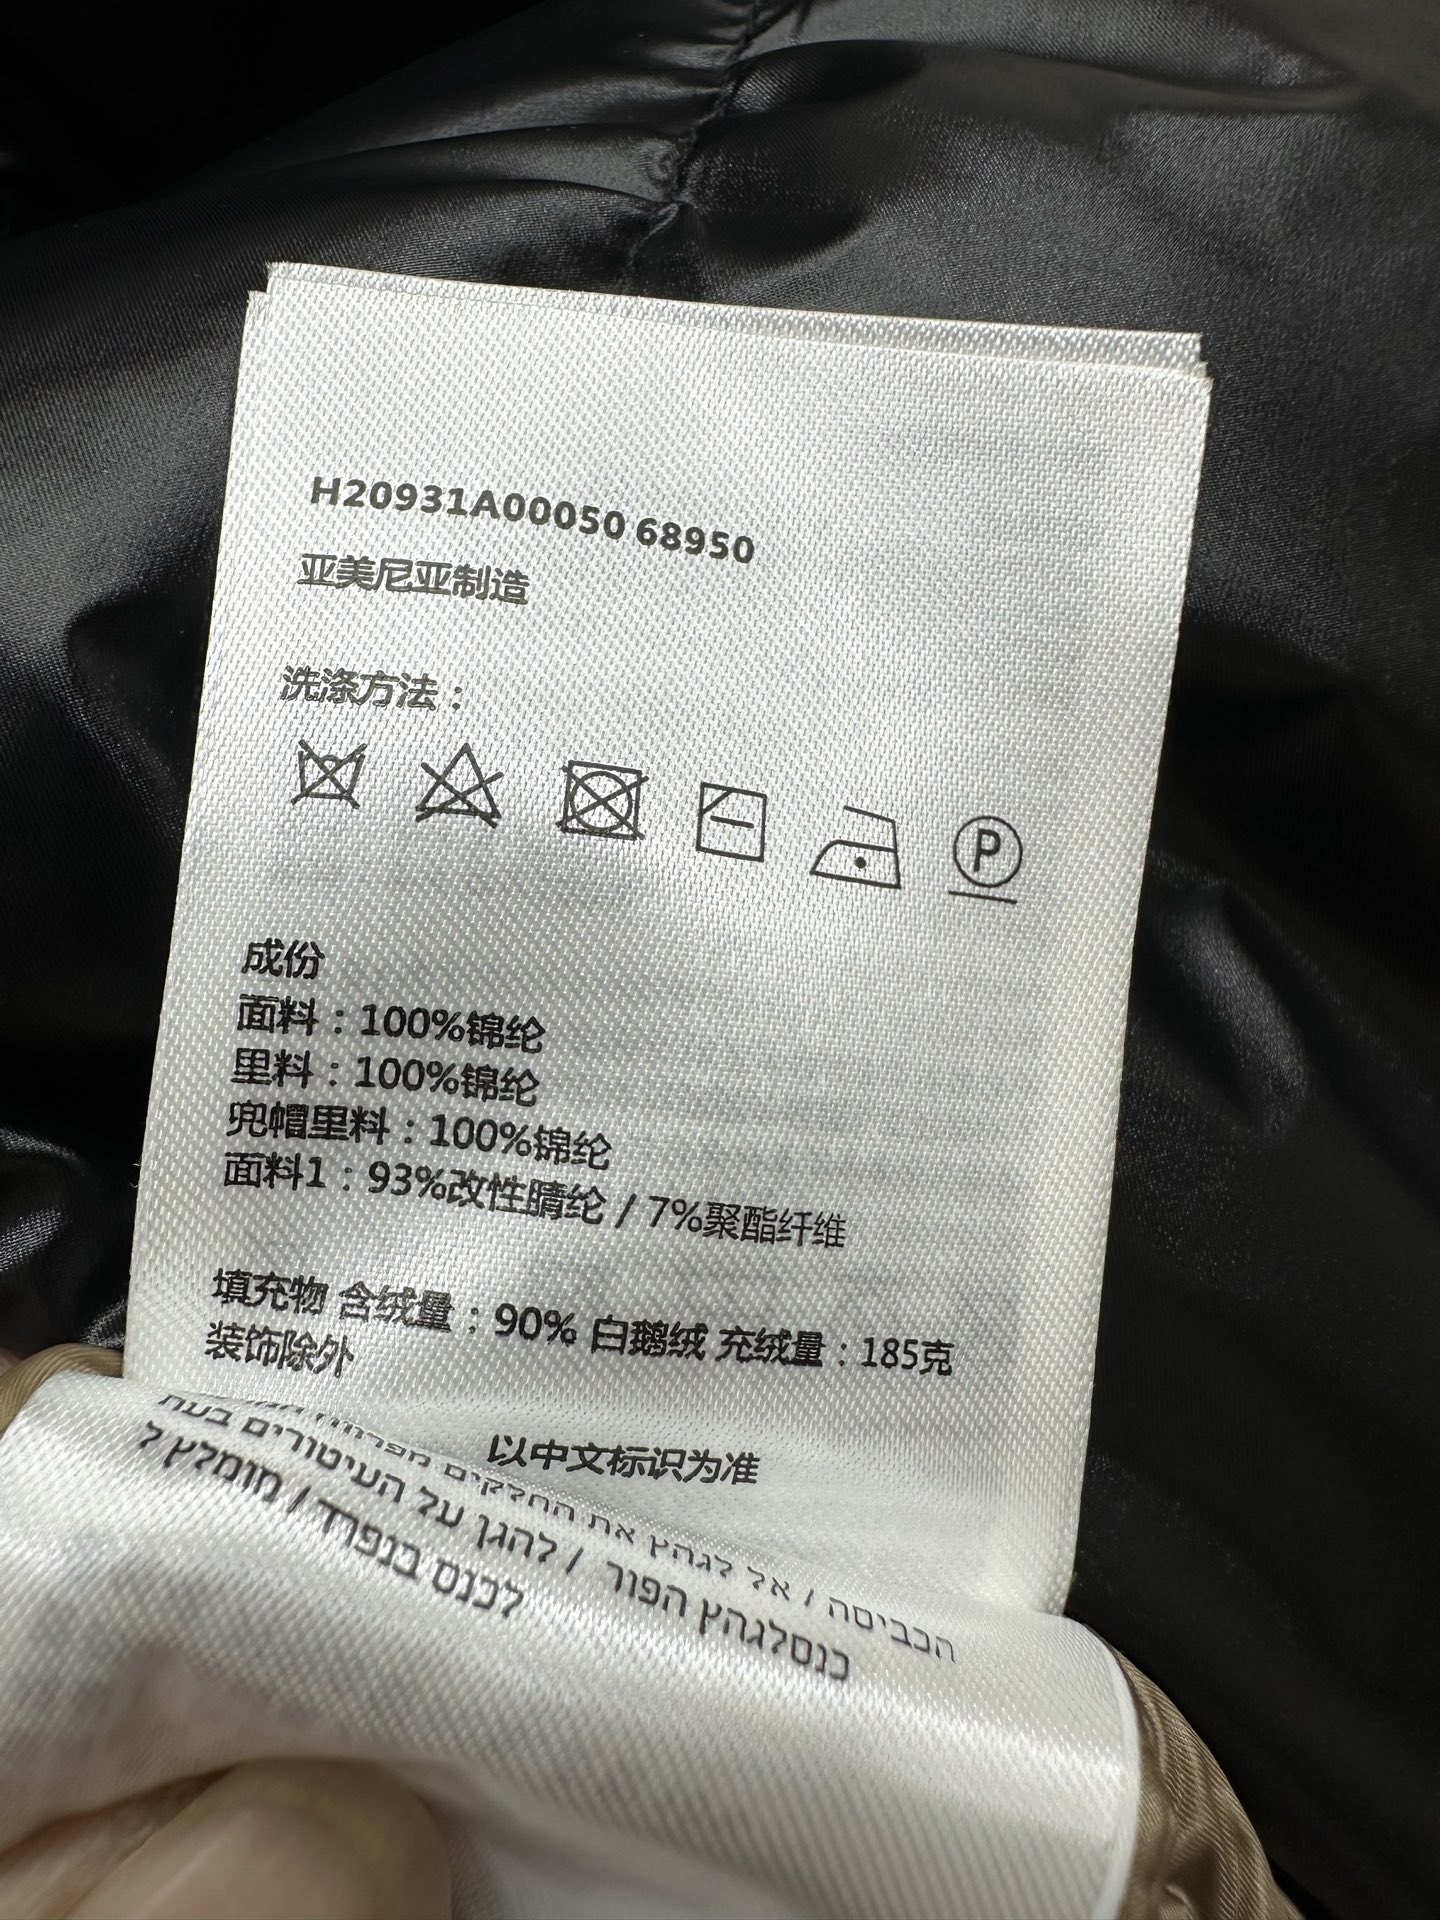 H20931A00050 68950
亚美尼亚制造
洗涤方法：
P
成份
面料：100%锦纶
里料：100%锦纶
兜帽里料：100%锦纶
面料1：93%改性腈纶 / 7%聚酯纤维
填充物 含绒量：90% 白鹅绒 充绒量：185克
装饰除外
以中文标识为准
הכביסה / אל לגהץ את החלקים
כנסלגהץ הפור / להגן על העיטורים בעת
לכנס בנפרד / מומלץ ל